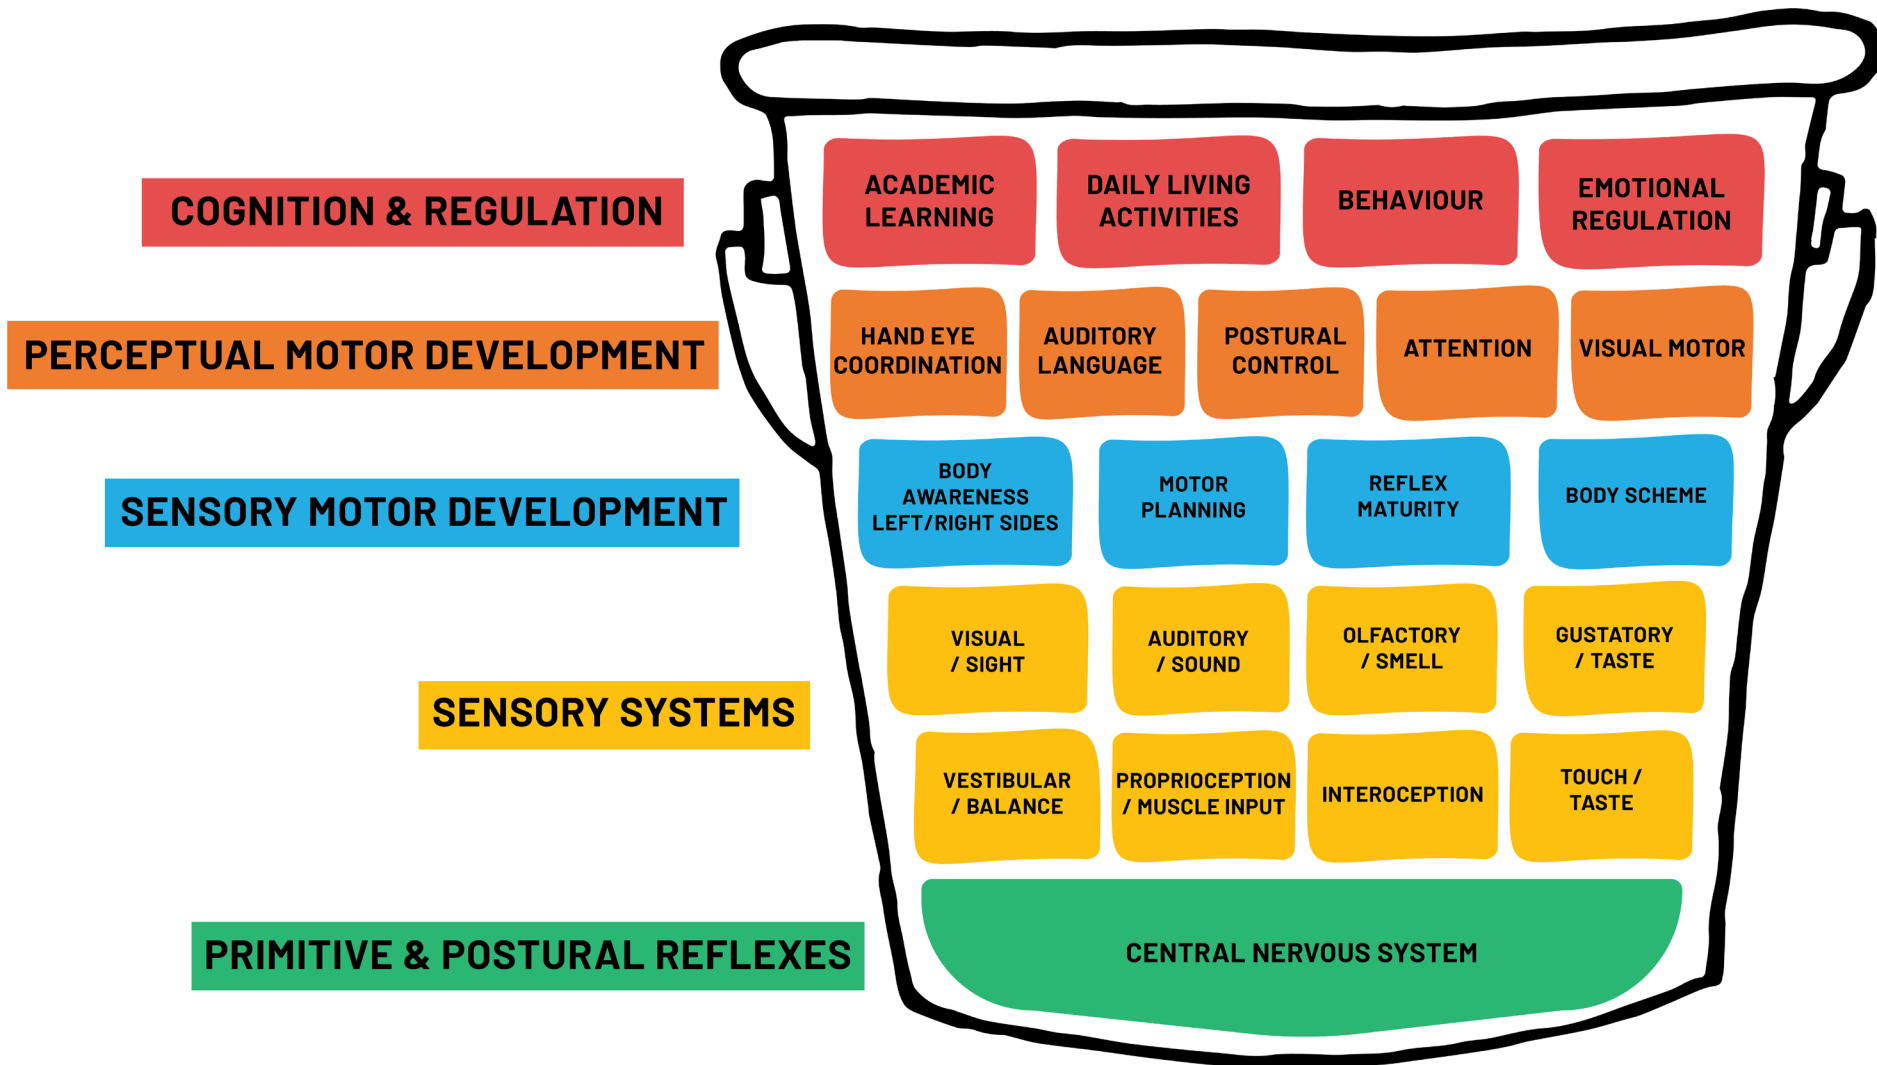 COGNITION & REGULATION
ACADEMIC
LEARNING
DAILY LIVING
ACTIVITIES
BEHAVIOUR
EMOTIONAL
REGULATION
PERCEPTUAL MOTOR DEVELOPMENT
HAND EYE
COORDINATION
AUDITORY
LANGUAGE
POSTURAL
CONTROL
ATTENTION
VISUAL MOTOR
SENSORY MOTOR DEVELOPMENT
BODY
AWARENESS
LEFT/RIGHT SIDES
MOTOR
PLANNING
REFLEX
MATURITY
BODY SCHEME
SENSORY SYSTEMS
VISUAL
/ SIGHT
AUDITORY
/ SOUND
OLFACTORY
/ SMELL
GUSTATORY
/ TASTE
VESTIBULAR
/ BALANCE
PROPRIOCEPTION
/ MUSCLE INPUT
INTEROCEPTION
TOUCH /
TASTE
PRIMITIVE & POSTURAL REFLEXES
CENTRAL NERVOUS SYSTEM